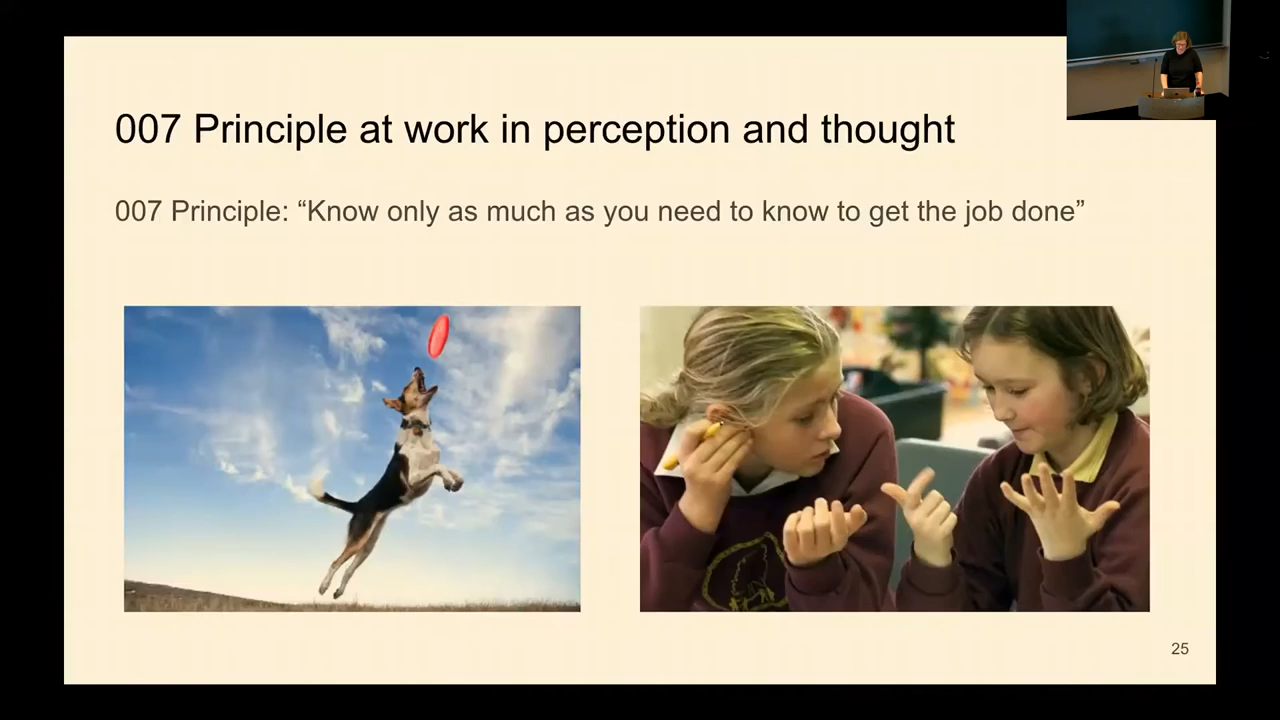 007 Principle at work in perception and thought
007 Principle: “Know only as much as you need to know to get the job done”
25